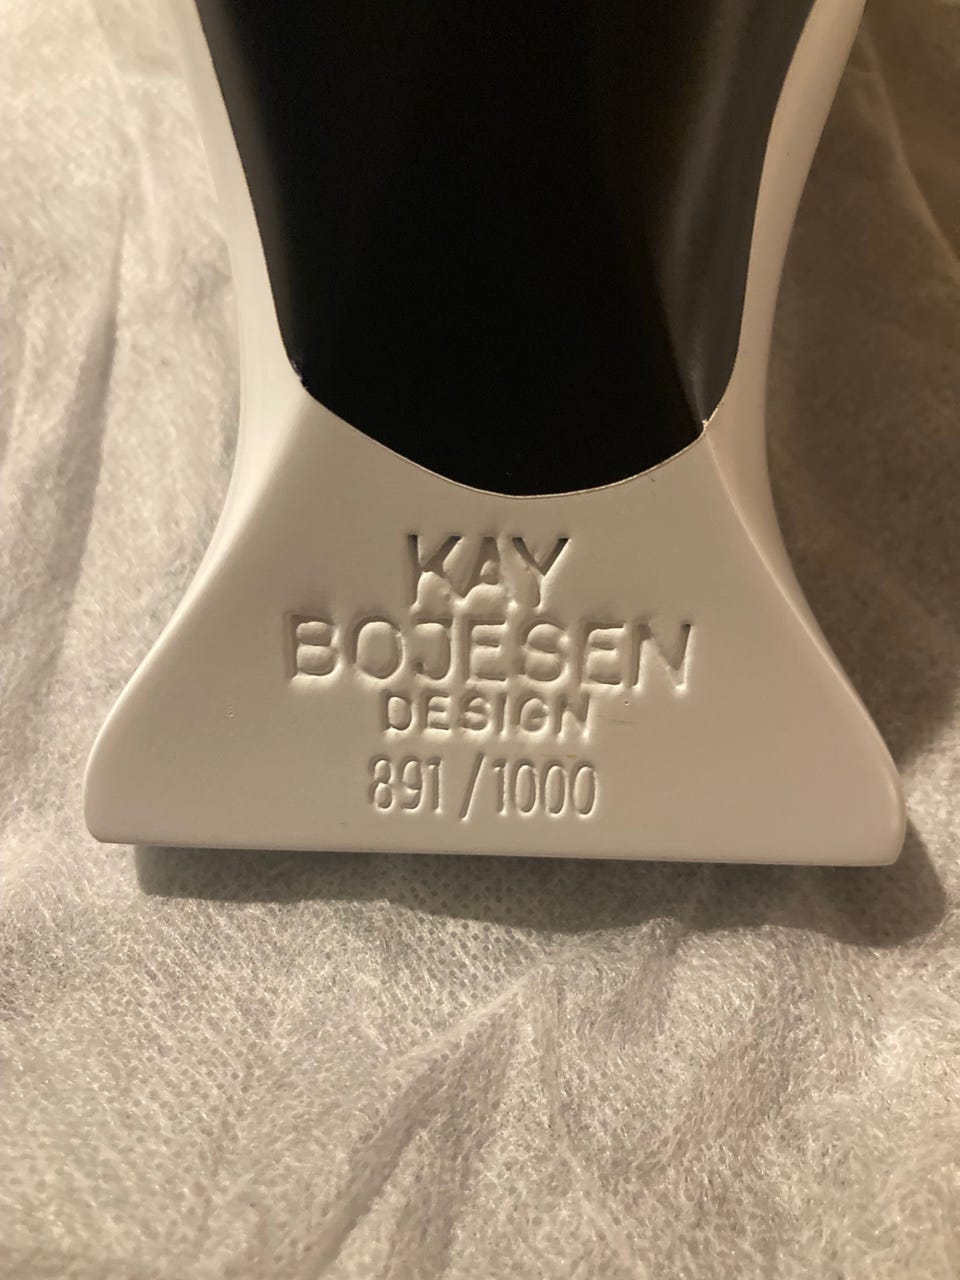 KAY
BOJESEN
DESIGN
891/1000